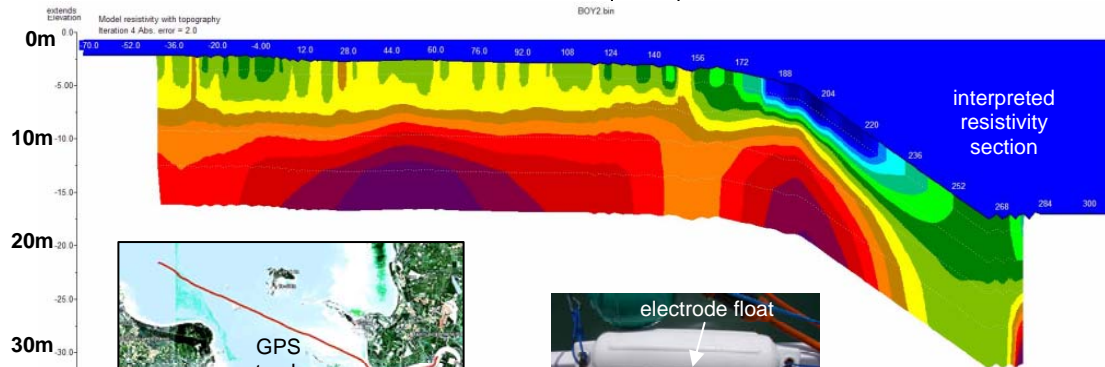 BOY2.bin
extends
Elevation
Model resistivity with topography
Iteration 4 Abs. error = 2.0
0m
0.0
-70.0 -52.0 -36.0 -20.0 -4.00 12.0 28.0 44.0 60.0 76.0 92.0 108 124 140 156 172 188 204 220 236 252 268 284 300
-5.00
interpreted
resistivity
section
10m
-10.0
-15.0
20m
-20.0
-25.0
30m
-30.0
GPS
electrode float